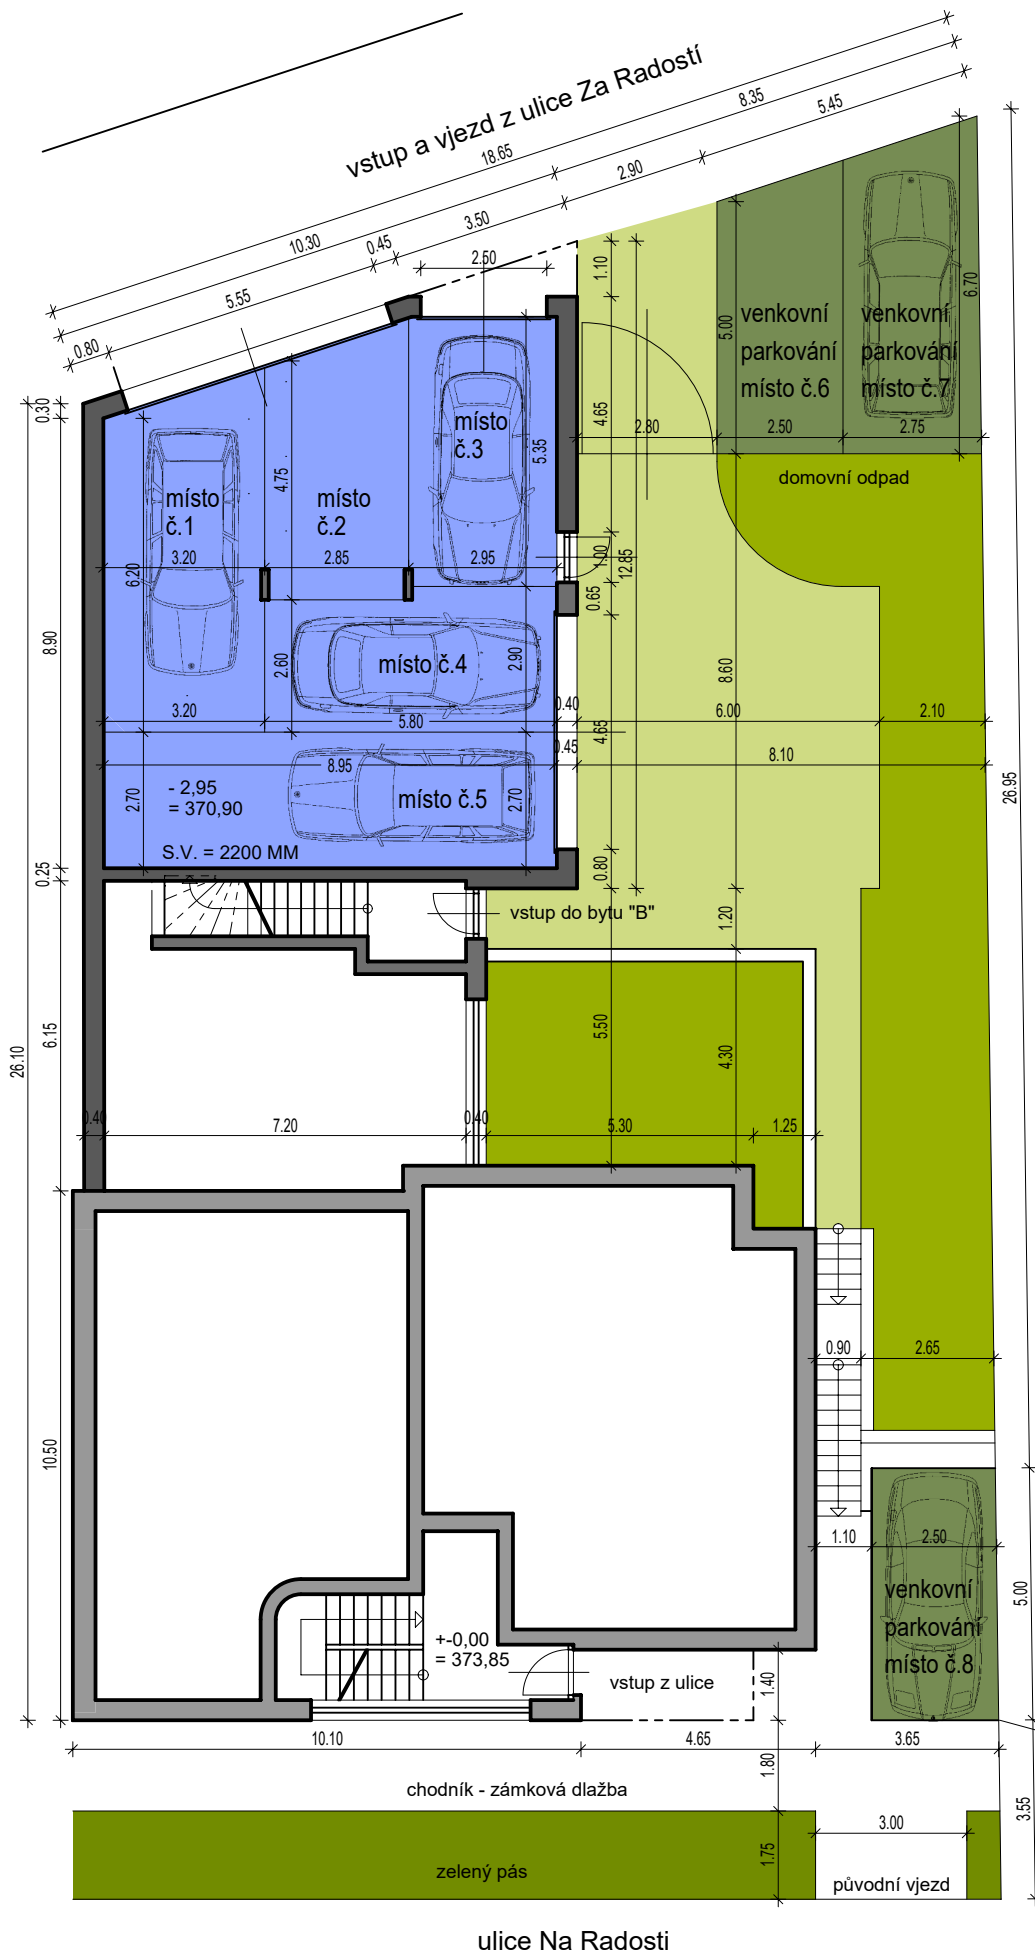 vstup a vjezd z ulice Za Radostí
18.65
8.35
5.45
2.90
10.30
0.45
3.50
5.55
2.50
0.80
1.10
5.00
6.70
venkovní
parkování
místo č.6
venkovní
parkování
místo č.7
0.30
4.65
2.80
2.50
2.75
místo
č.3
5.35
4.75
domovní odpad
místo
č.1
místo
č.2
6.20
3.20
2.85
2.95
1.00
12.85
0.65
8.90
2.60
místo č.4
2.90
8.60
3.20
5.80
0.40
4.65
6.00
2.10
0.45
8.95
8.10
26.95
2.70
- 2,95
= 370,90
místo č.5
2.70
S.V. = 2200 MM
0.25
0.80
vstup do bytu "B"
1.20
6.15
26.10
5.50
4.30
0.40
7.20
0.40
5.30
1.25
0.90
2.65
10.50
1.10
2.50
5.00
venkovní
parkování
místo č.8
+-0,00
= 373,85
vstup z ulice
1.40
10.10
4.65
3.65
1.80
chodník - zámková dlažba
3.55
3.00
1.75
zelený pás
původní vjezd
ulice Na Radosti